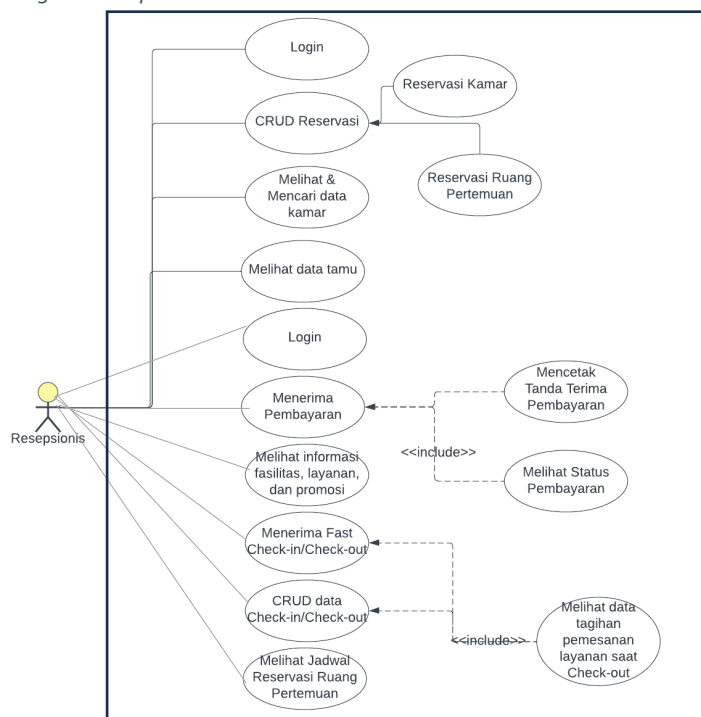 Login
Reservasi Kamar
CRUD Reservasi
Melihat &
Mencari data
kamar
Reservasi Ruang
Pertemuan
Melihat data tamu
Login
Mencetak
Tanda Terima
Pembayaran
Menerima
Pembayaran
Resepsionis
<<include>>
Melihat informasi
fasilitas, layanan,
dan promosi
Melihat Status
Pembayaran
Menerima Fast
Check-in/Check-out
CRUD data
Check-in/Check-out
<<include>>
Melihat data
tagihan
pemesanan
layanan saat
Check-out
Melihat Jadwal
Reservasi Ruang
Pertemuan